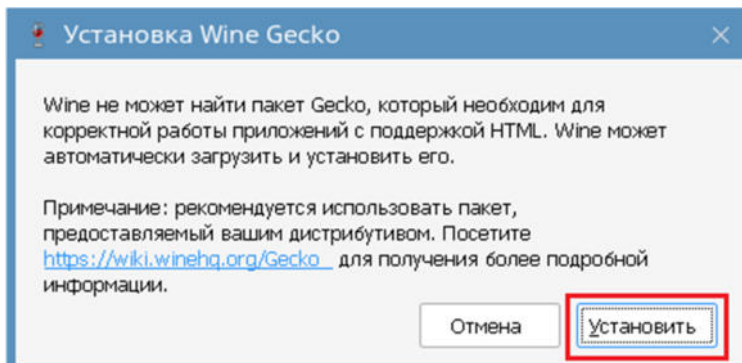 Установка Wine Gecko
Wine не может найти пакет Gecko, который необходим для
корректной работы приложений с поддержкой HTML. Wine может
автоматически загрузить и установить его.
Примечание: рекомендуется использовать пакет,
предоставляемый вашим дистрибутивом. Посетите
https://wiki.winehq.org/Gecko для получения более подробной
информации.
Отмена
Установить